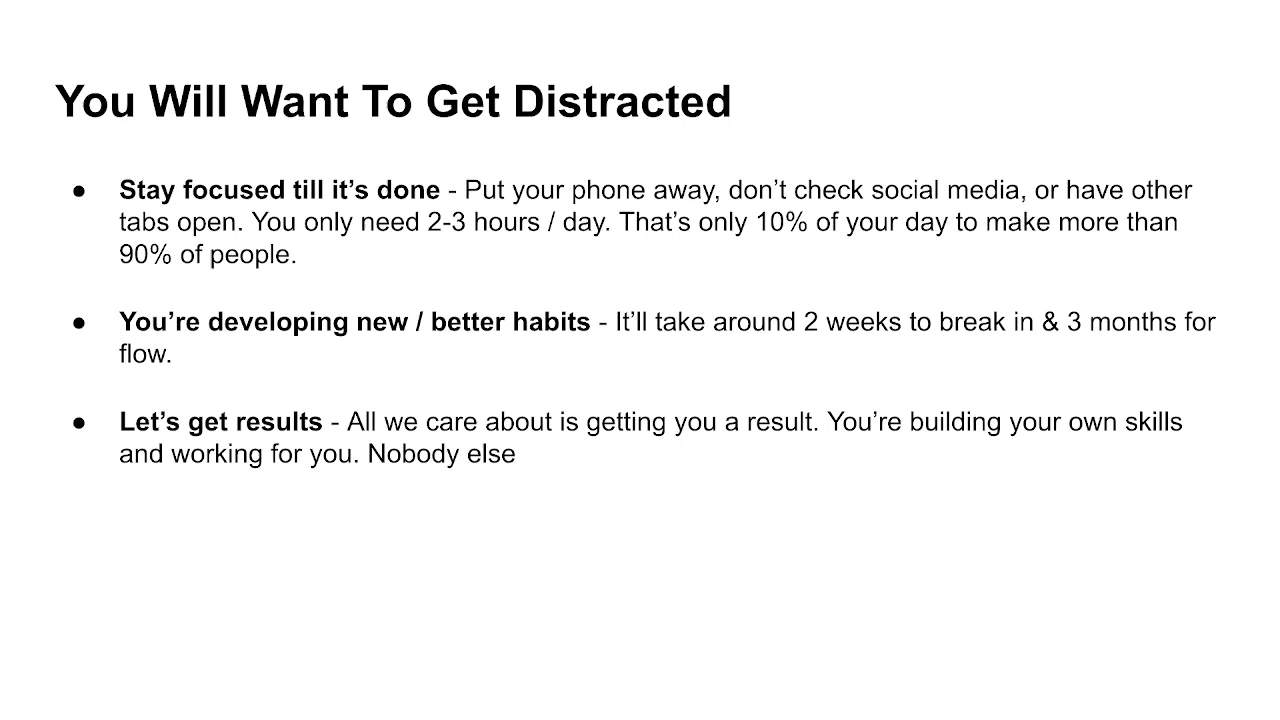 You Will Want To Get Distracted
● Stay focused till it’s done - Put your phone away, don’t check social media, or have other
tabs open. You only need 2-3 hours / day. That’s only 10% of your day to make more than
90% of people.
● You’re developing new / better habits - It’ll take around 2 weeks to break in & 3 months for
flow.
● Let’s get results - All we care about is getting you a result. You’re building your own skills
and working for you. Nobody else